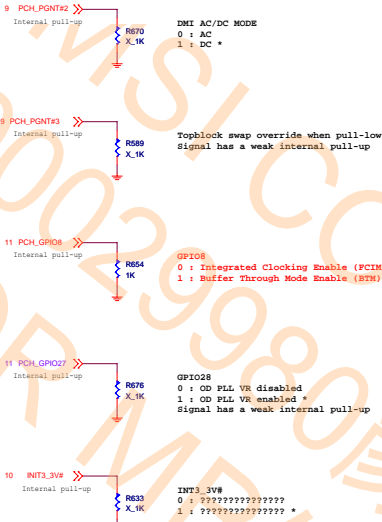 9 PCH_PGNT#2
Internal pull-up
R670
X_1K
DMI AC/DC MODE
0 : AC
1 : DC *
9 PCH_PGNT#3
Internal pull-up
R589
X_1K
Topblock swap override when pull-low
Signal has a weak internal pull-up
11 PCH_GPIO8
Internal pull-up
R654
1K
GPIO8
0 : Integrated Clocking Enable (FCIM
1 : Buffer Through Mode Enable (BTM)
11 PCH_GPIO27
Internal pull-up
R676
X_1K
GPIO28
0 : OD PLL VR disabled
1 : OD PLL VR enabled *
Signal has a weak internal pull-up
10 INIT3_3V#
Internal pull-up
R633
X_1K
INT3_3V#
0 : ???????????????
1 : ??????????????? *
MSI